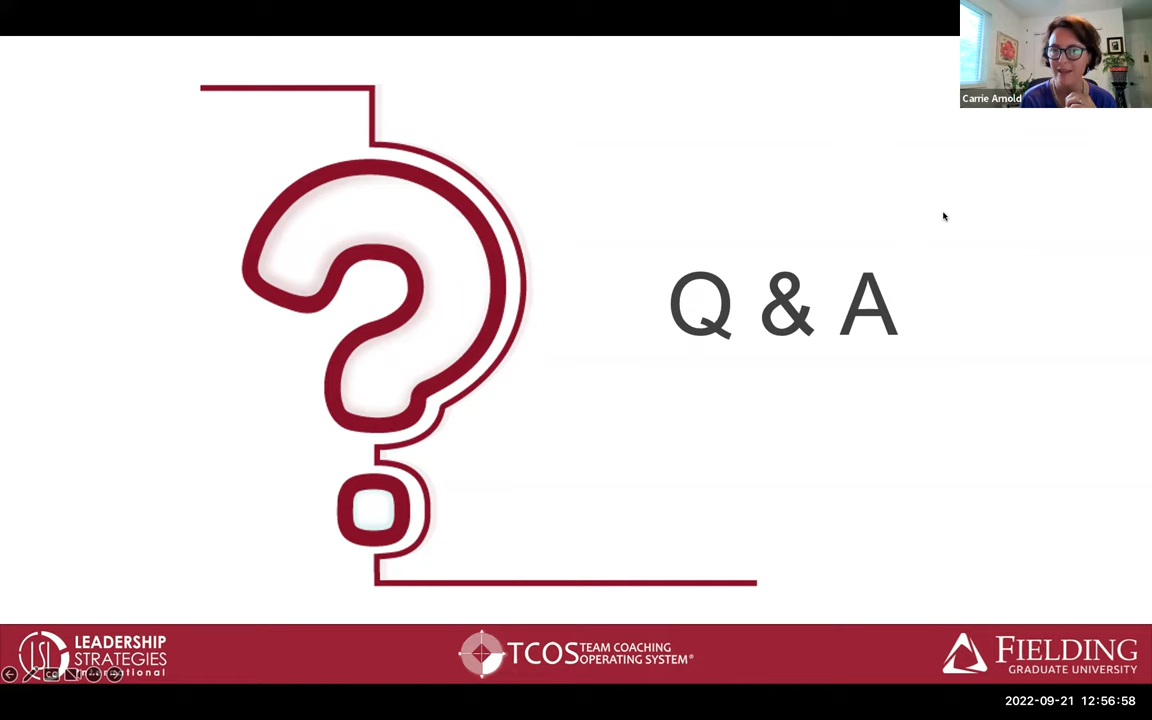 Carrie Arnold
Q & A
LEADERSHIP
STRATEGIES
TCOS TEAM COACHING
OPERATING SYSTEM®
FIELDING
GRADUATE UNIVERSITY
2022-09-21 12:56:58